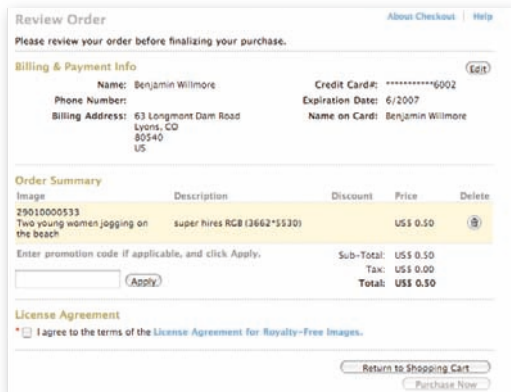 Review Order
About Checkout | Help
Please review your order before finalizing your purchase.
Billing & Payment Info
Edit
Name: Benjamin Willmore
Credit Card#: ***********6002
Phone Number:
Expiration Date: 6/2007
Billing Address: 63 Longmont Dam Road
Name on Card: Benjamin Willmore
Lyons, CO
80540
US
Order Summary
Image Description Discount Price Delete
29010000533
Two young women jogging on the beach super hires RGB (3662*5530) US$ 0.50
Enter promotion code if applicable, and click Apply.
Sub-Total: US$ 0.50
Tax: US$ 0.00
Apply
Total: US$ 0.50
License Agreement
* I agree to the terms of the License Agreement for Royalty-Free Images.
Return to Shopping Cart
Purchase Now